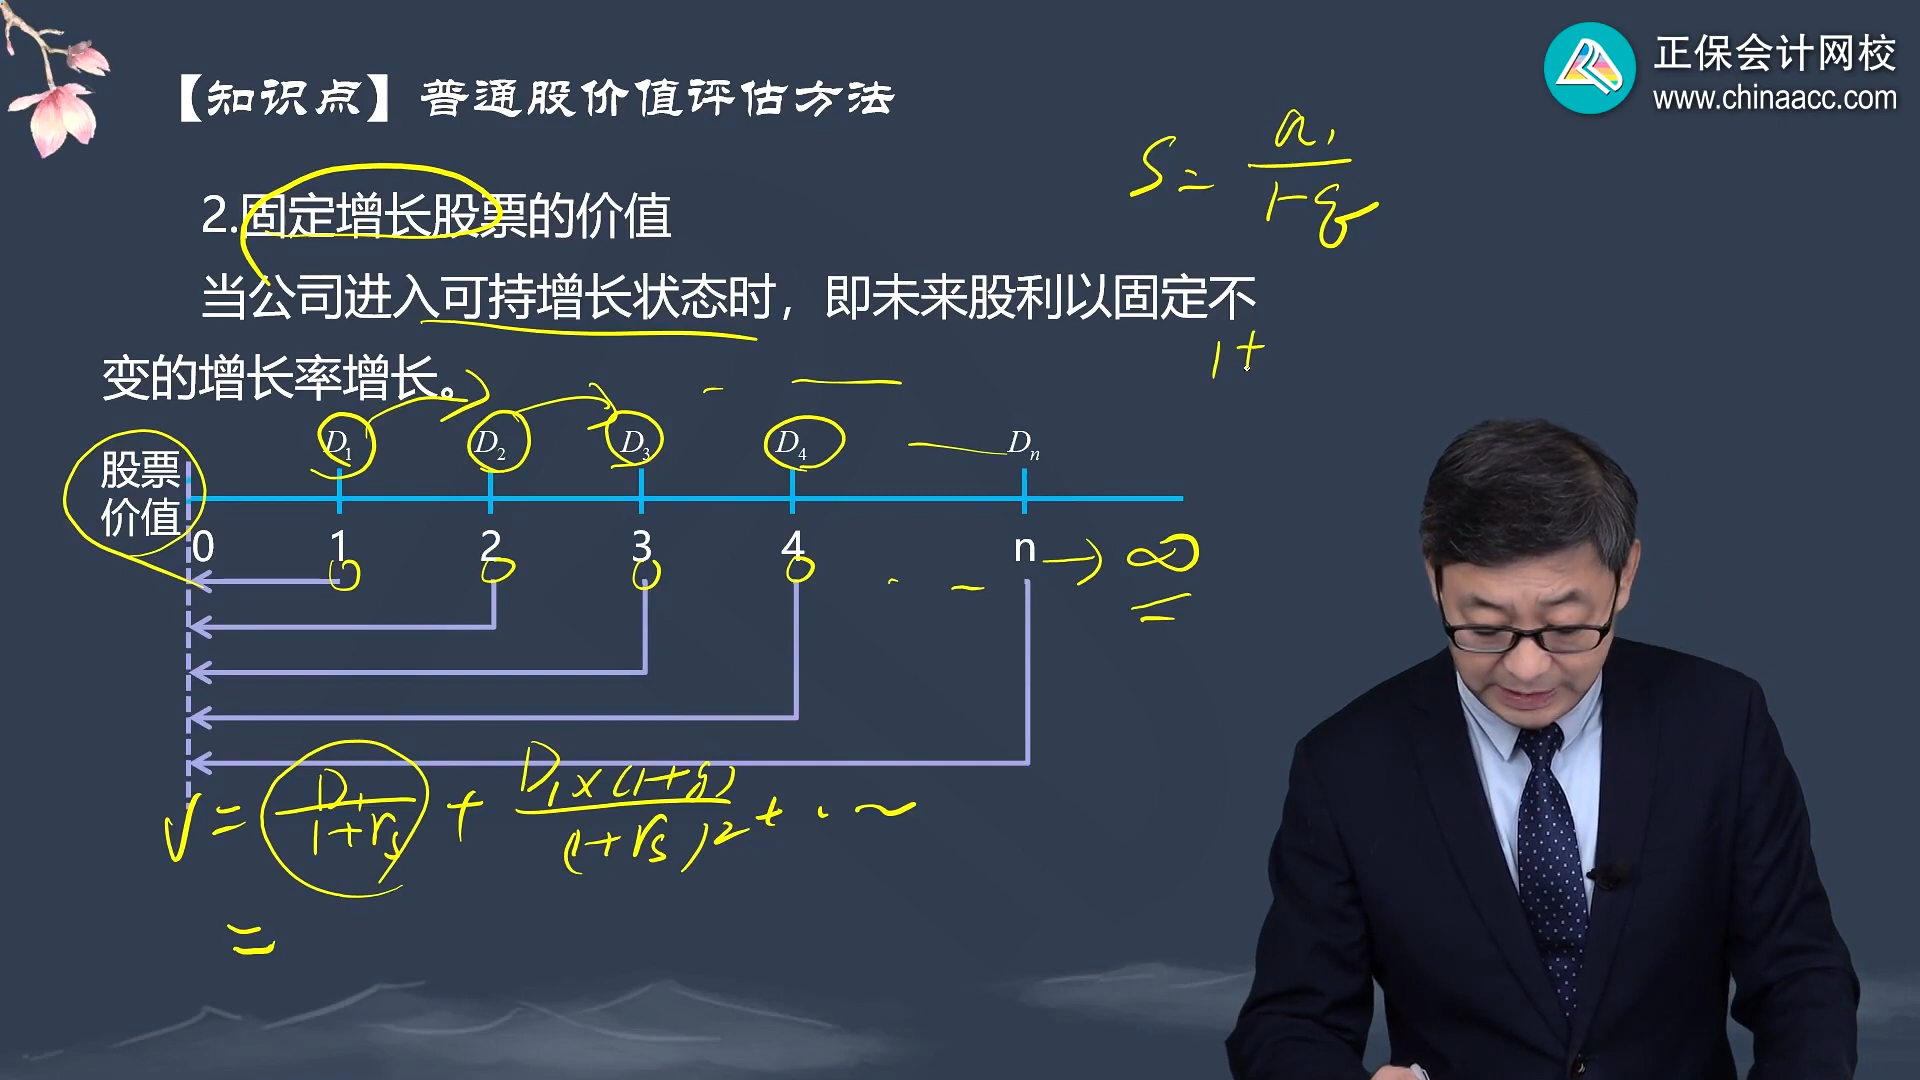 正保会计网校
www.chinaacc.com
【知识点】普通股价值评估方法
S = a₁ / 1-q
2.固定增长股票的价值
当公司进入可持增长状态时，即未来股利以固定不
变的增长率增长。
1+
D₁ D₂ D₃ D₄ Dₙ
股票
价值
0 1 2 3 4 n → ∞
V = D₁ / 1+rₛ + D₁×(1+g) / (1+rₛ)² + ...
=